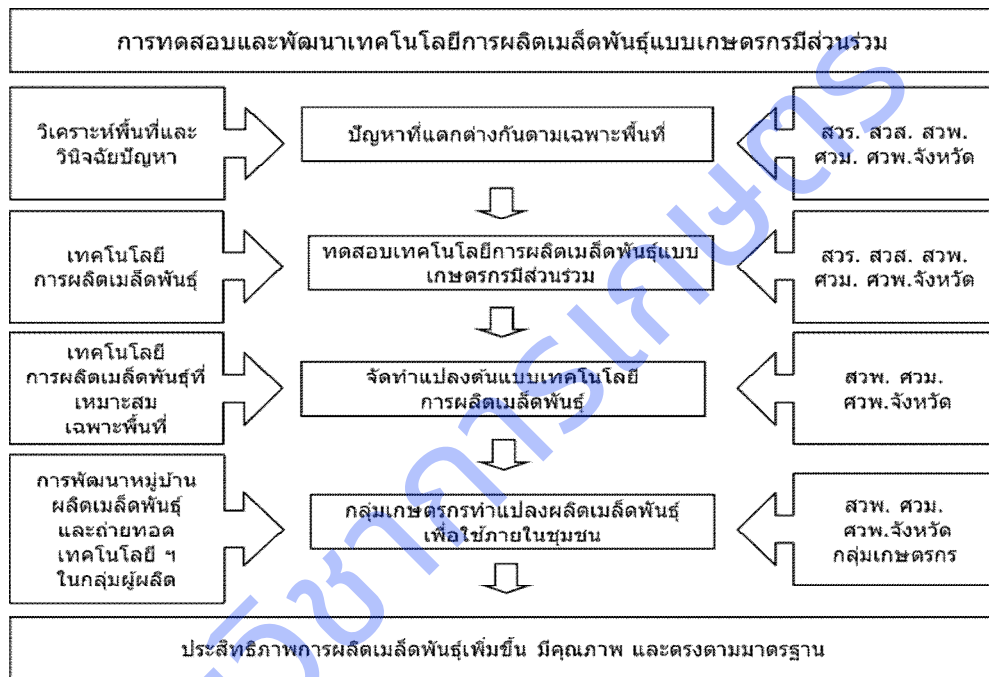 การทดสอบและพัฒนาเทคโนโลยีการผลิตเมล็ดพันธุ์แบบเกษตรกรมีส่วนร่วม
วิเคราะห์พื้นที่และ
วินิจฉัยปัญหา
ปัญหาที่แตกต่างกันตามเฉพาะพื้นที่
สวร. สวส. สวพ.
ศวม. ศวพ.จังหวัด
เทคโนโลยี
การผลิตเมล็ดพันธุ์
ทดสอบเทคโนโลยีการผลิตเมล็ดพันธุ์แบบ
เกษตรกรมีส่วนร่วม
สวร. สวส. สวพ.
ศวม. ศวพ.จังหวัด
เทคโนโลยี
การผลิตเมล็ดพันธุ์ที่
เหมาะสม
เฉพาะพื้นที่
จัดทำแปลงต้นแบบเทคโนโลยี
การผลิตเมล็ดพันธุ์
สวพ. ศวม.
ศวพ.จังหวัด
การพัฒนาหมู่บ้าน
ผลิตเมล็ดพันธุ์
และถ่ายทอด
เทคโนโลยี ฯ
ในกลุ่มผู้ผลิต
กลุ่มเกษตรกรทำแปลงผลิตเมล็ดพันธุ์
เพื่อใช้ภายในชุมชน
สวพ. ศวม.
ศวพ.จังหวัด
กลุ่มเกษตรกร
ประสิทธิภาพการผลิตเมล็ดพันธุ์เพิ่มขึ้น มีคุณภาพ และตรงตามมาตรฐาน
วิชาการเกษตร